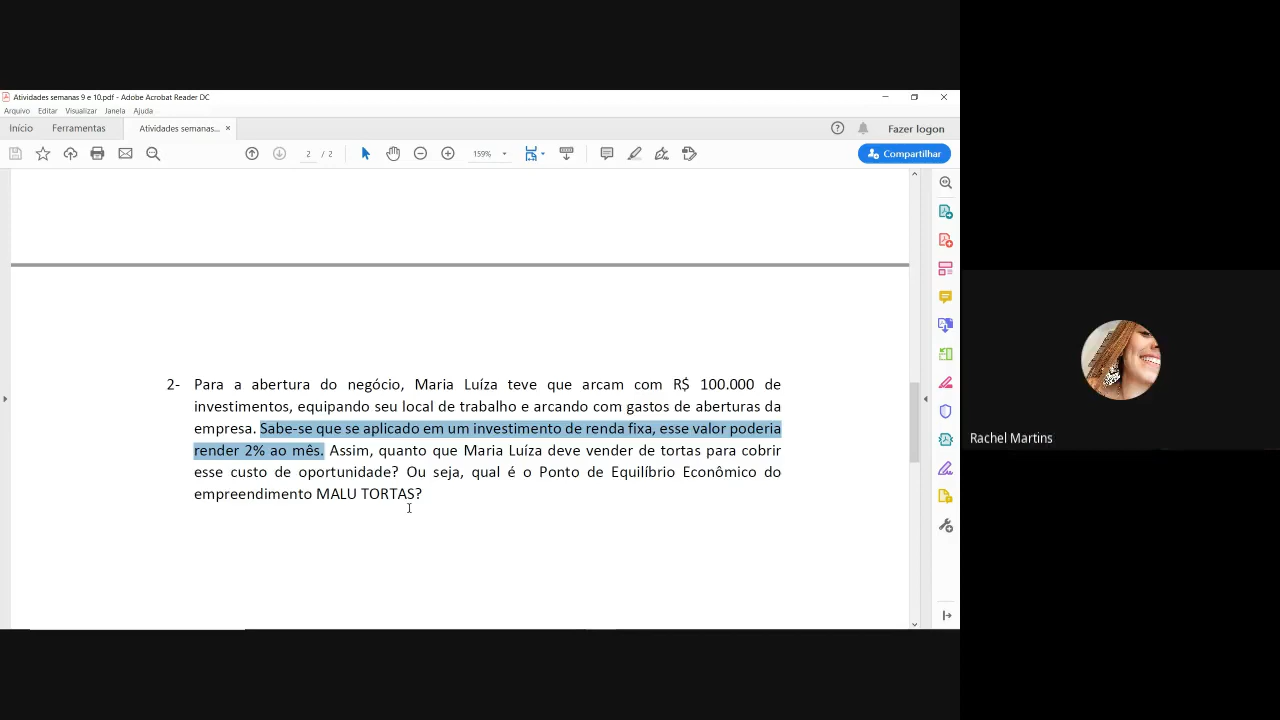 Atividades semanas 9 e 10.pdf - Adobe Acrobat Reader DC
Arquivo Editar Visualizar Janela Ajuda
Início Ferramentas Atividades semanas... × Fazer logon
2 / 2 159% Compartilhar
2- Para a abertura do negócio, Maria Luíza teve que arcam com R$ 100.000 de
investimentos, equipando seu local de trabalho e arcando com gastos de aberturas da
empresa. Sabe-se que se aplicado em um investimento de renda fixa, esse valor poderia
render 2% ao mês. Assim, quanto que Maria Luíza deve vender de tortas para cobrir
esse custo de oportunidade? Ou seja, qual é o Ponto de Equilíbrio Econômico do
empreendimento MALU TORTAS?
Rachel Martins